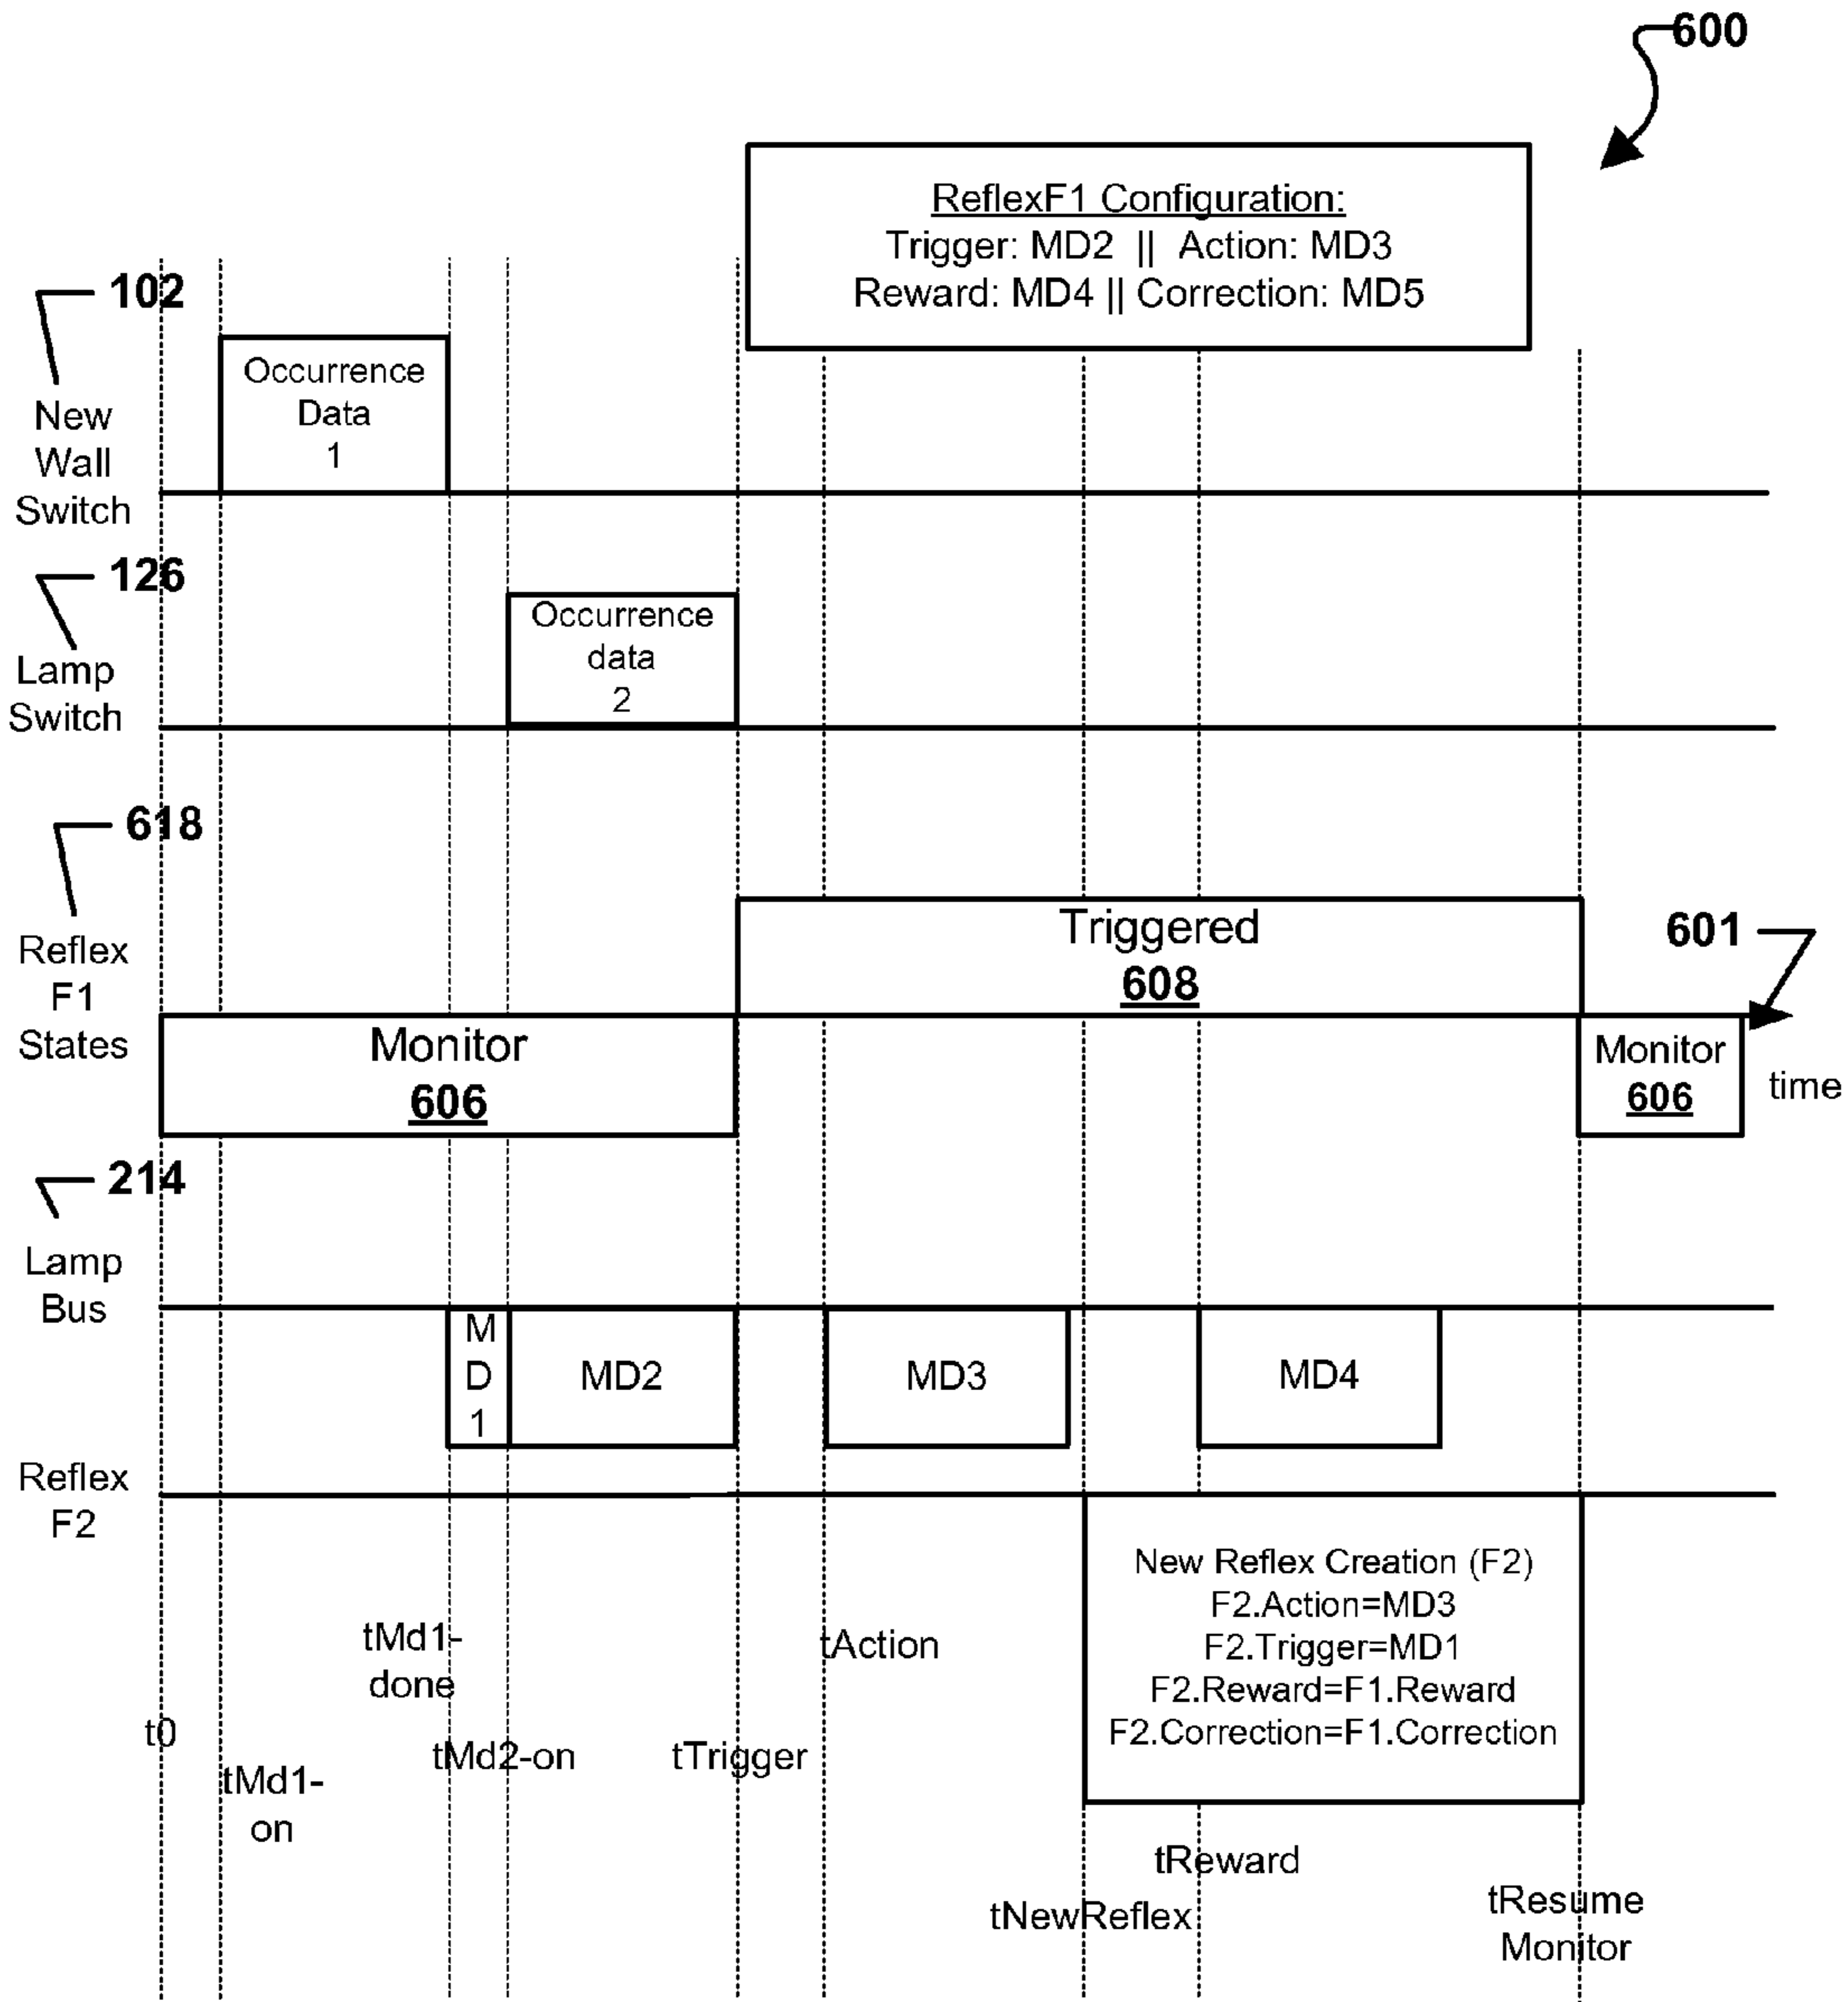 600
ReflexF1 Configuration:
Trigger: MD2 || Action: MD3
Reward: MD4 || Correction: MD5
102
New
Wall
Switch
Occurrence
Data
1
126
Lamp
Switch
Occurrence
data
2
618
Reflex
F1
States
Triggered
608
601
Monitor
606
Monitor
606
time
214
Lamp
Bus
M
D
1
MD2
MD3
MD4
Reflex
F2
New Reflex Creation (F2)
F2.Action=MD3
F2.Trigger=MD1
F2.Reward=F1.Reward
F2.Correction=F1.Correction
t0
tMd1-
on
tMd1-
done
tMd2-on
tTrigger
tAction
tNewReflex
tReward
tResume
Monitor